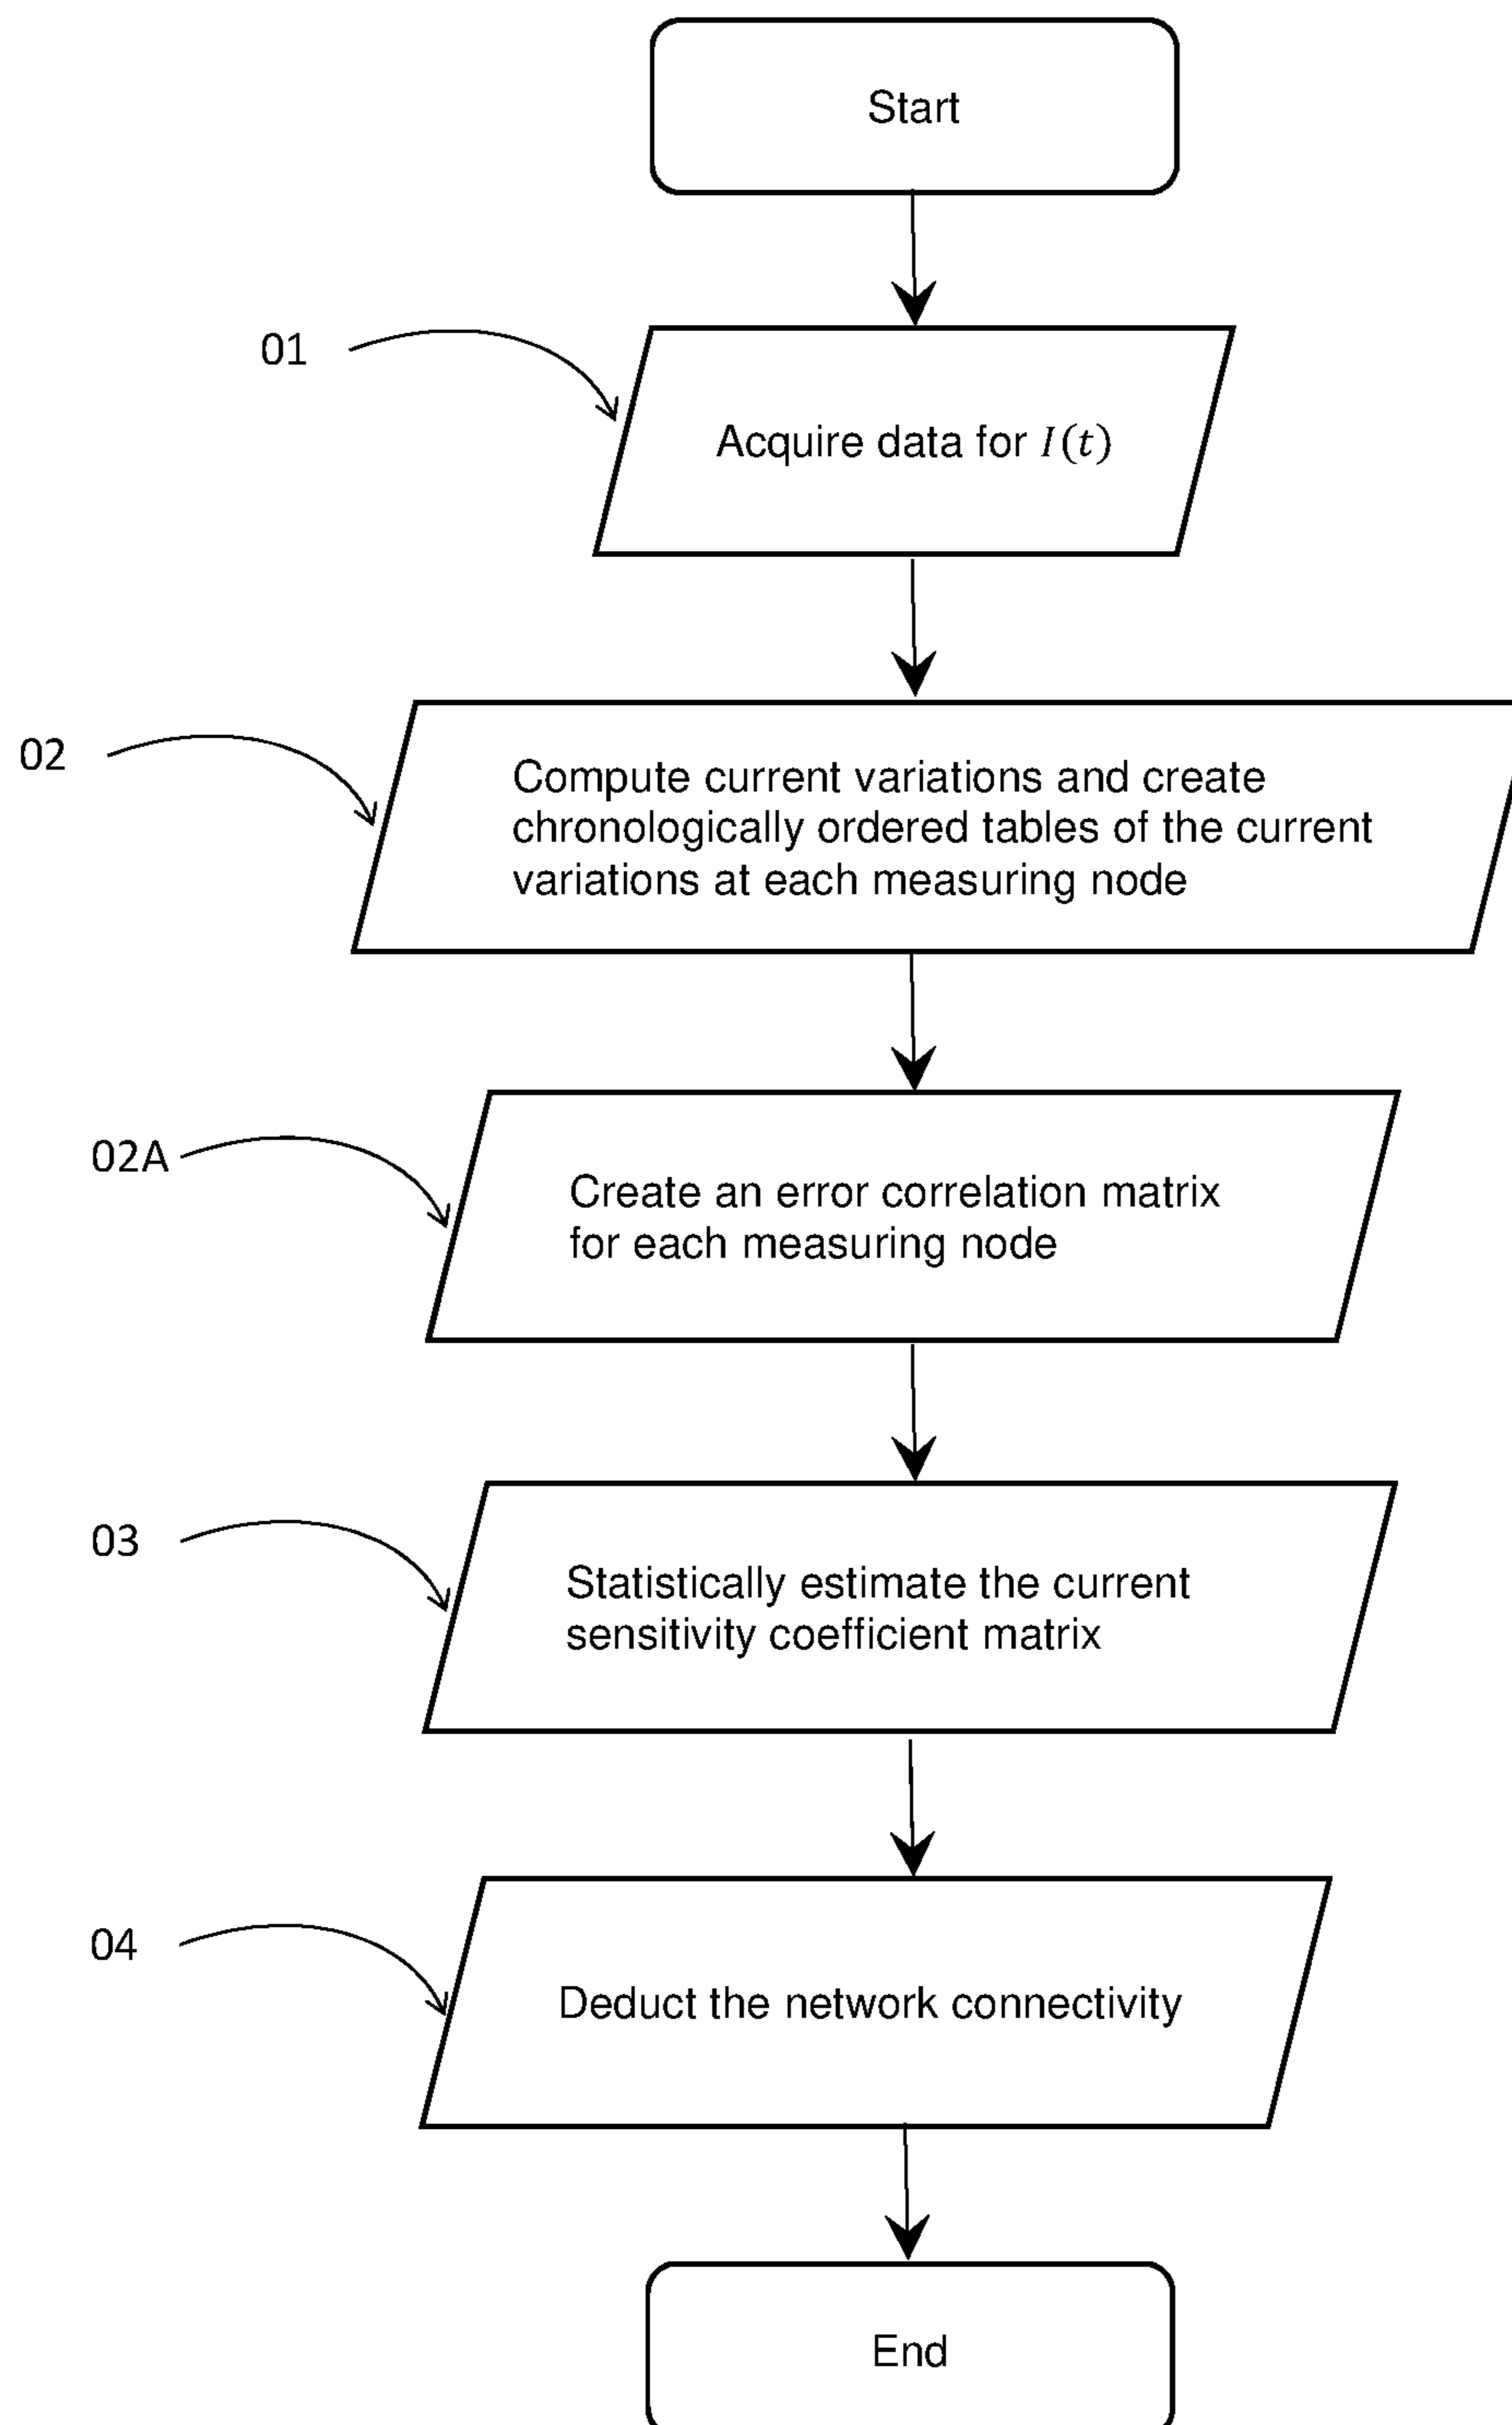 Start
01
Acquire data for I(t)
02
Compute current variations and create
chronologically ordered tables of the current
variations at each measuring node
02A
Create an error correlation matrix
for each measuring node
03
Statistically estimate the current
sensitivity coefficient matrix
04
Deduct the network connectivity
End